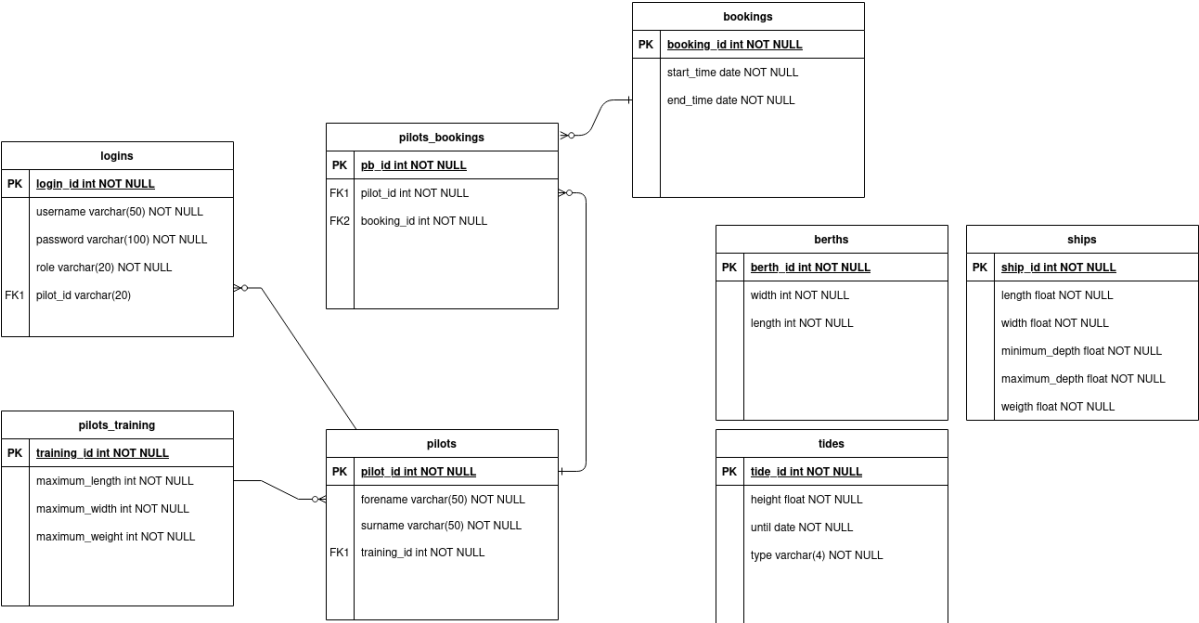 bookings
PK booking_id int NOT NULL
start_time date NOT NULL
end_time date NOT NULL
pilots_bookings
PK pb_id int NOT NULL
FK1 pilot_id int NOT NULL
FK2 booking_id int NOT NULL
logins
PK login_id int NOT NULL
username varchar(50) NOT NULL
password varchar(100) NOT NULL
role varchar(20) NOT NULL
FK1 pilot_id varchar(20)
berths
PK berth_id int NOT NULL
width int NOT NULL
length int NOT NULL
ships
PK ship_id int NOT NULL
length float NOT NULL
width float NOT NULL
minimum_depth float NOT NULL
maximum_depth float NOT NULL
weigth float NOT NULL
pilots_training
PK training_id int NOT NULL
maximum_length int NOT NULL
maximum_width int NOT NULL
maximum_weight int NOT NULL
pilots
PK pilot_id int NOT NULL
forename varchar(50) NOT NULL
surname varchar(50) NOT NULL
FK1 training_id int NOT NULL
tides
PK tide_id int NOT NULL
height float NOT NULL
until date NOT NULL
type varchar(4) NOT NULL